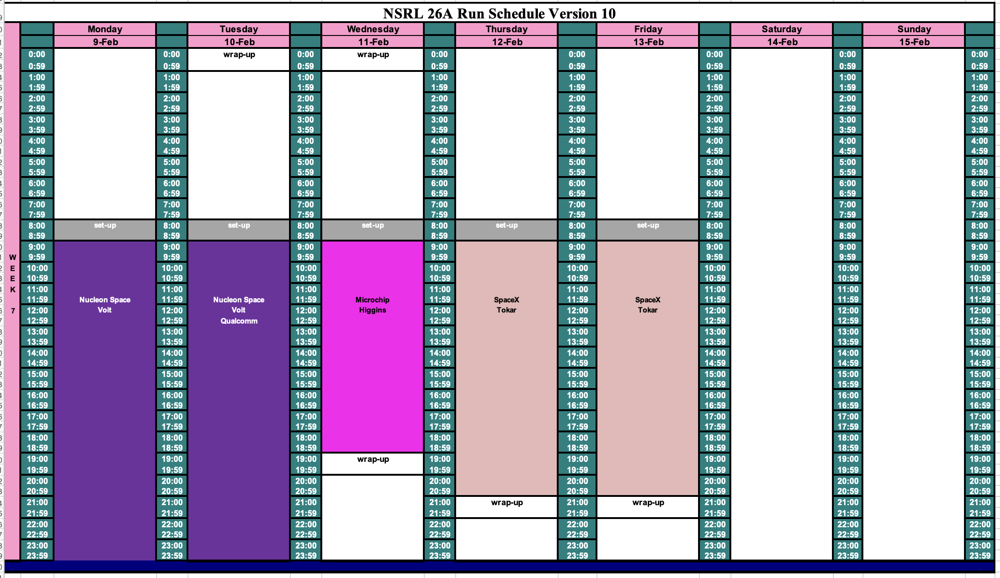 NSRL 26A Run Schedule Version 10
Monday Tuesday Wednesday Thursday Friday Saturday Sunday
9-Feb 10-Feb 11-Feb 12-Feb 13-Feb 14-Feb 15-Feb
0:00 0:00 wrap-up 0:00 wrap-up 0:00 0:00 0:00 0:00 0:00
0:59 0:59 0:59 0:59 0:59 0:59 0:59 0:59
1:00 1:00 1:00 1:00 1:00 1:00 1:00 1:00
1:59 1:59 1:59 1:59 1:59 1:59 1:59 1:59
2:00 2:00 2:00 2:00 2:00 2:00 2:00 2:00
2:59 2:59 2:59 2:59 2:59 2:59 2:59 2:59
3:00 3:00 3:00 3:00 3:00 3:00 3:00 3:00
3:59 3:59 3:59 3:59 3:59 3:59 3:59 3:59
4:00 4:00 4:00 4:00 4:00 4:00 4:00 4:00
4:59 4:59 4:59 4:59 4:59 4:59 4:59 4:59
5:00 5:00 5:00 5:00 5:00 5:00 5:00 5:00
5:59 5:59 5:59 5:59 5:59 5:59 5:59 5:59
6:00 6:00 6:00 6:00 6:00 6:00 6:00 6:00
6:59 6:59 6:59 6:59 6:59 6:59 6:59 6:59
7:00 7:00 7:00 7:00 7:00 7:00 7:00 7:00
7:59 7:59 7:59 7:59 7:59 7:59 7:59 7:59
8:00 set-up 8:00 set-up 8:00 set-up 8:00 set-up 8:00 set-up 8:00 8:00 8:00
8:59 8:59 8:59 8:59 8:59 8:59 8:59 8:59
9:00 9:00 9:00 9:00 9:00 9:00 9:00 9:00
W 9:59 9:59 9:59 9:59 9:59 9:59 9:59 9:59
E 10:00 10:00 10:00 10:00 10:00 10:00 10:00 10:00
E 10:59 10:59 10:59 10:59 10:59 10:59 10:59 10:59
K 11:00 11:00 11:00 11:00 11:00 11:00 11:00 11:00
11:59 Nucleon Space 11:59 Nucleon Space 11:59 Microchip 11:59 SpaceX 11:59 SpaceX 11:59 11:59 11:59
7 12:00 Voit 12:00 Voit 12:00 Higgins 12:00 Tokar 12:00 Tokar 12:00 12:00 12:00
12:59 12:59 Qualcomm 12:59 12:59 12:59 12:59 12:59 12:59
13:00 13:00 13:00 13:00 13:00 13:00 13:00 13:00
13:59 13:59 13:59 13:59 13:59 13:59 13:59 13:59
14:00 14:00 14:00 14:00 14:00 14:00 14:00 14:00
14:59 14:59 14:59 14:59 14:59 14:59 14:59 14:59
15:00 15:00 15:00 15:00 15:00 15:00 15:00 15:00
15:59 15:59 15:59 15:59 15:59 15:59 15:59 15:59
16:00 16:00 16:00 16:00 16:00 16:00 16:00 16:00
16:59 16:59 16:59 16:59 16:59 16:59 16:59 16:59
17:00 17:00 17:00 17:00 17:00 17:00 17:00 17:00
17:59 17:59 17:59 17:59 17:59 17:59 17:59 17:59
18:00 18:00 18:00 18:00 18:00 18:00 18:00 18:00
18:59 18:59 18:59 18:59 18:59 18:59 18:59 18:59
19:00 19:00 19:00 wrap-up 19:00 19:00 19:00 19:00 19:00
19:59 19:59 19:59 19:59 19:59 19:59 19:59 19:59
20:00 20:00 20:00 20:00 20:00 20:00 20:00 20:00
20:59 20:59 20:59 20:59 20:59 20:59 20:59 20:59
21:00 21:00 21:00 21:00 wrap-up 21:00 wrap-up 21:00 21:00 21:00
21:59 21:59 21:59 21:59 21:59 21:59 21:59 21:59
22:00 22:00 22:00 22:00 22:00 22:00 22:00 22:00
22:59 22:59 22:59 22:59 22:59 22:59 22:59 22:59
23:00 23:00 23:00 23:00 23:00 23:00 23:00 23:00
23:59 23:59 23:59 23:59 23:59 23:59 23:59 23:59